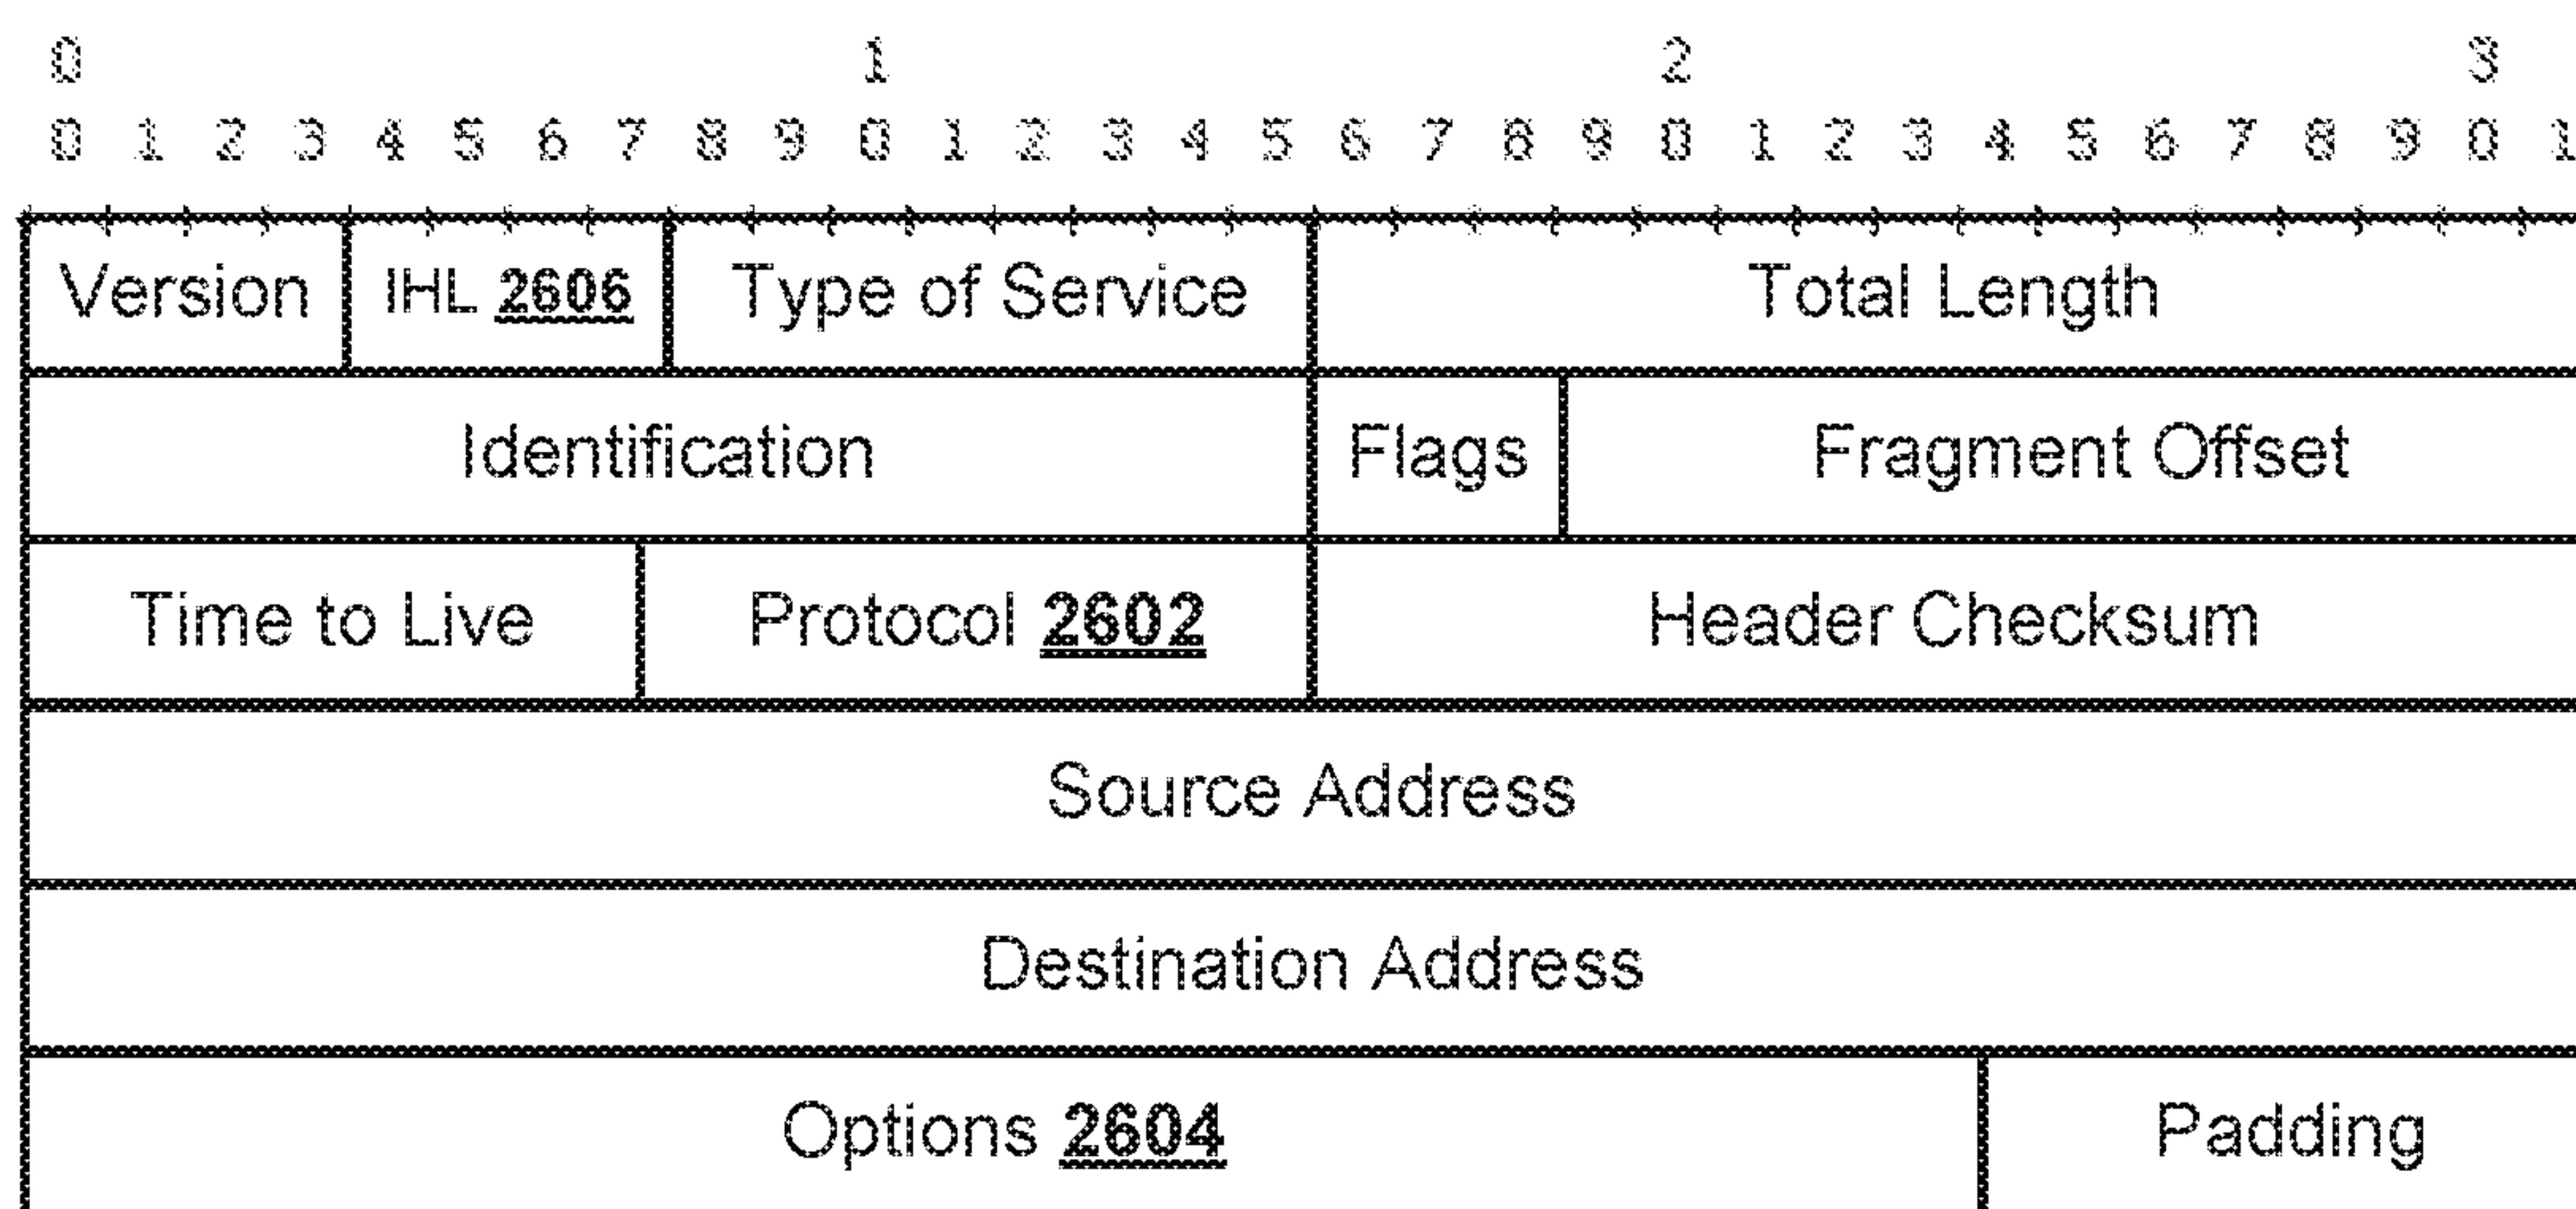 0 1 2 3
0 1 2 3 4 5 6 7 8 9 0 1 2 3 4 5 6 7 8 9 0 1 2 3 4 5 6 7 8 9 0 1
Version IHL 2606 Type of Service Total Length
Identification Flags Fragment Offset
Time to Live Protocol 2602 Header Checksum
Source Address
Destination Address
Options 2604 Padding